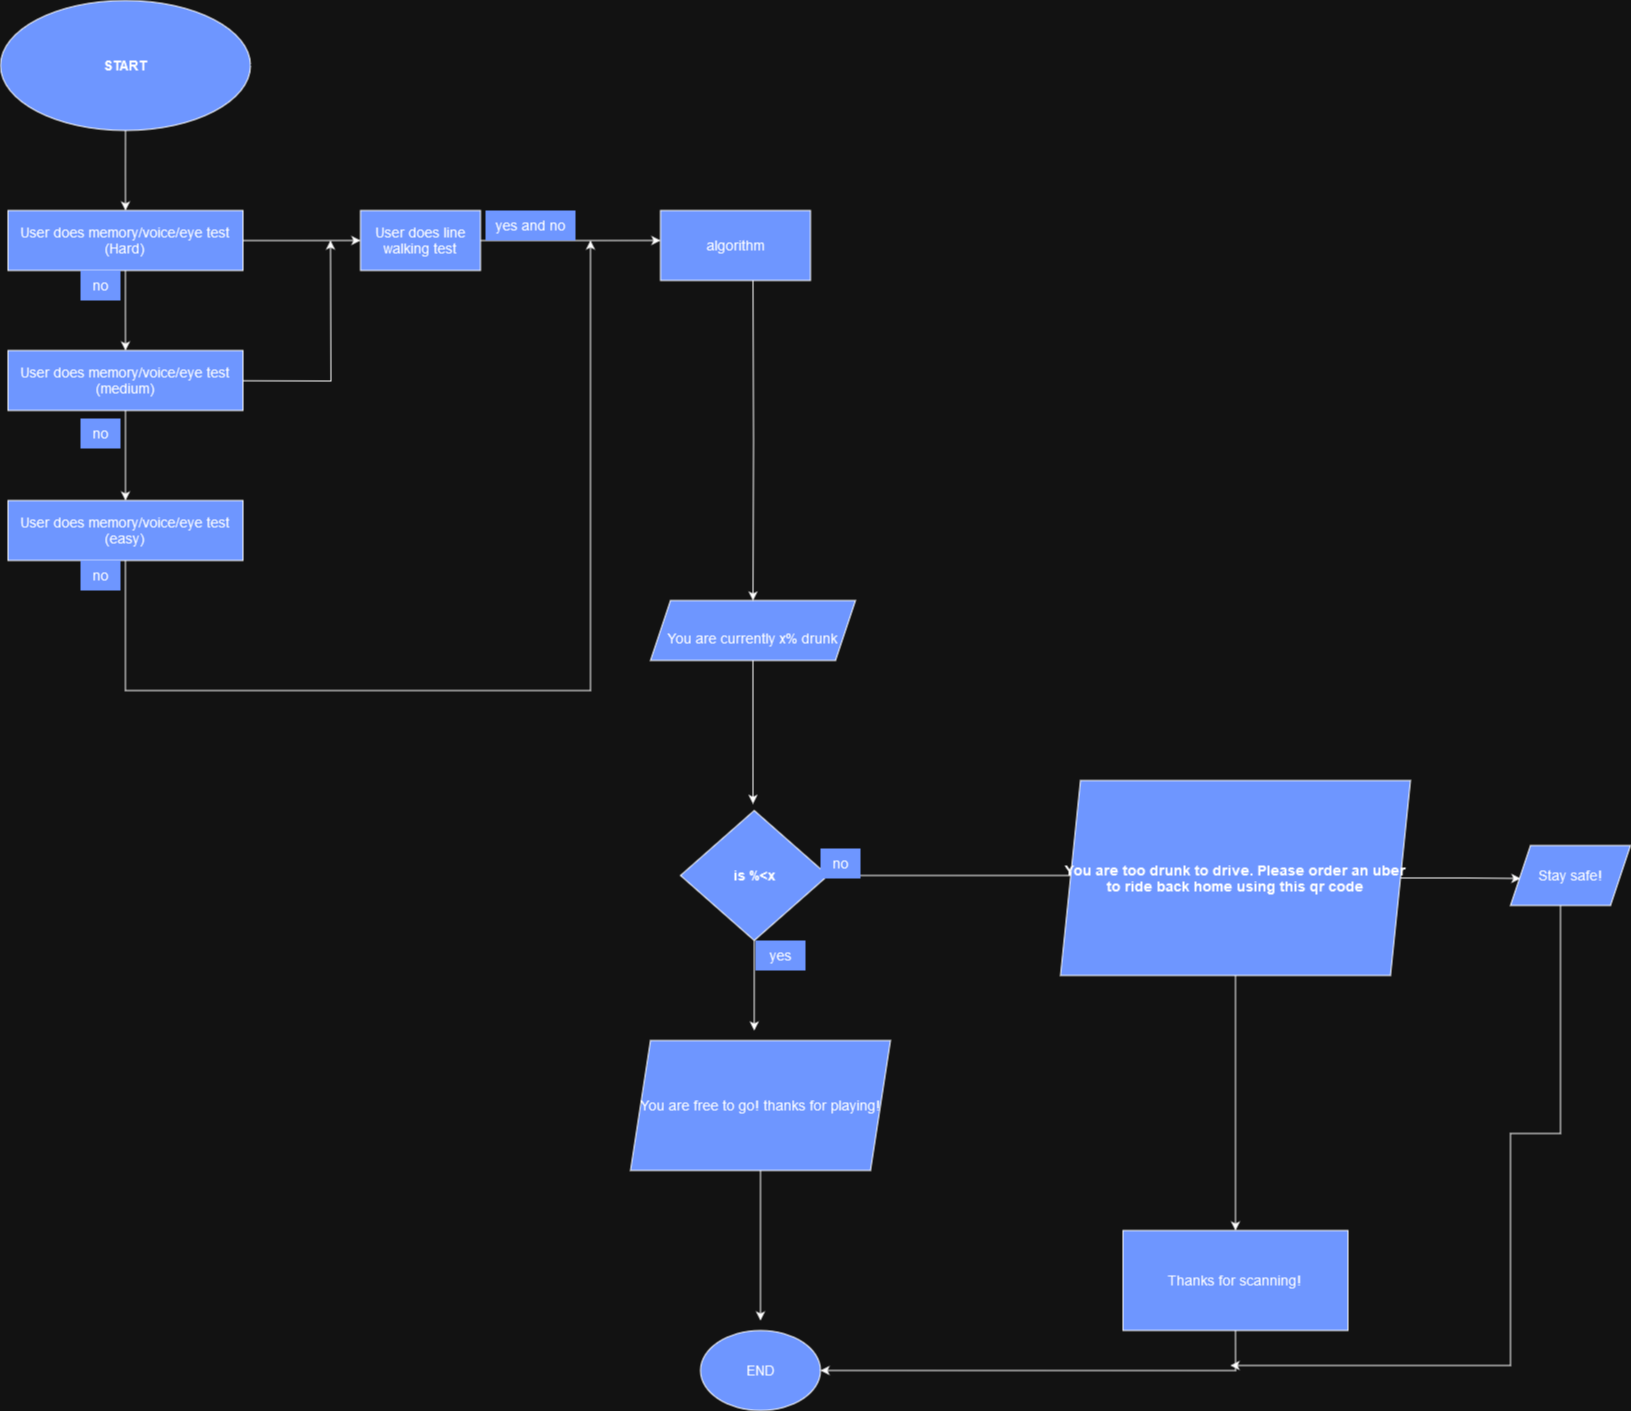 START
User does memory/voice/eye test
(Hard)
no
User does line
walking test
yes and no
algorithm
User does memory/voice/eye test
(medium)
no
User does memory/voice/eye test
(easy)
no
You are currently x% drunk
is %<x
no
yes
You are too drunk to drive. Please order an uber
to ride back home using this qr code
Stay safe!
You are free to go! thanks for playing!
Thanks for scanning!
END